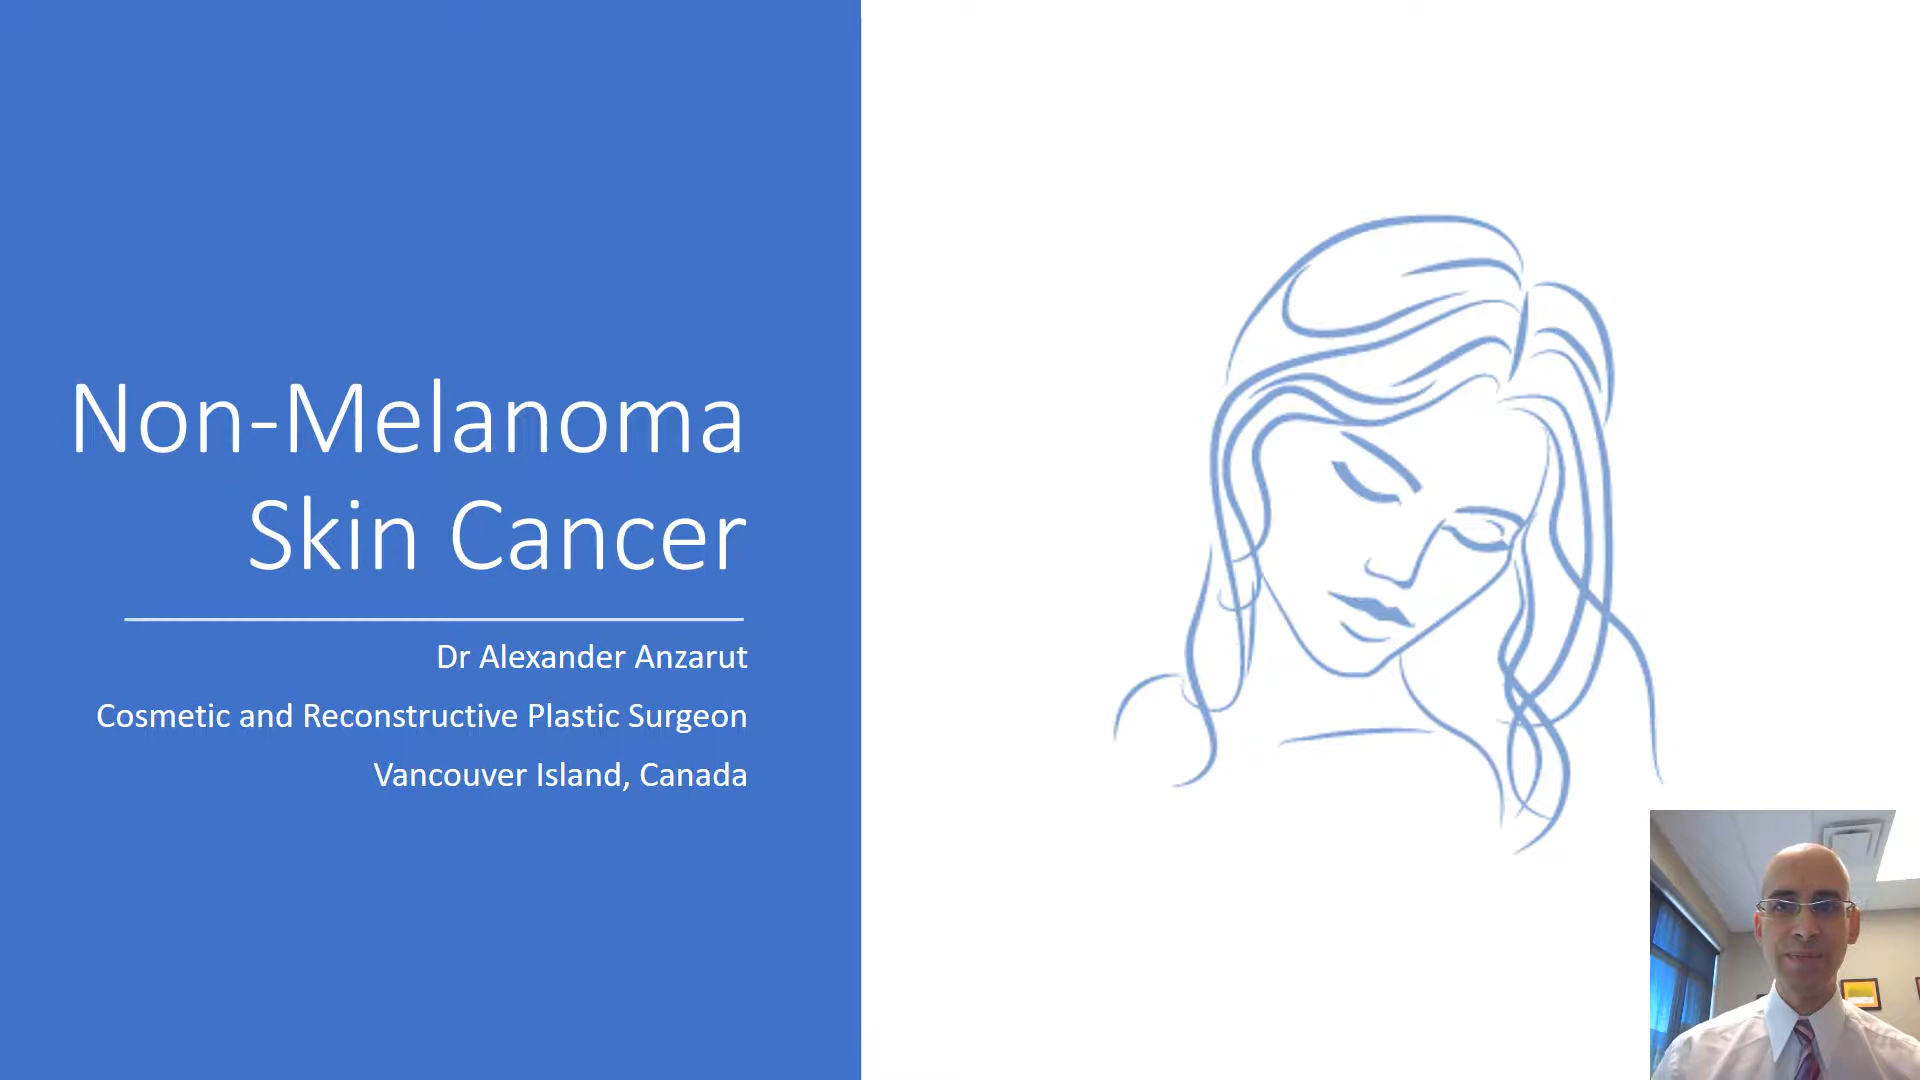 Non-Melanoma
Skin Cancer
Dr Alexander Anzarut
Cosmetic and Reconstructive Plastic Surgeon
Vancouver Island, Canada